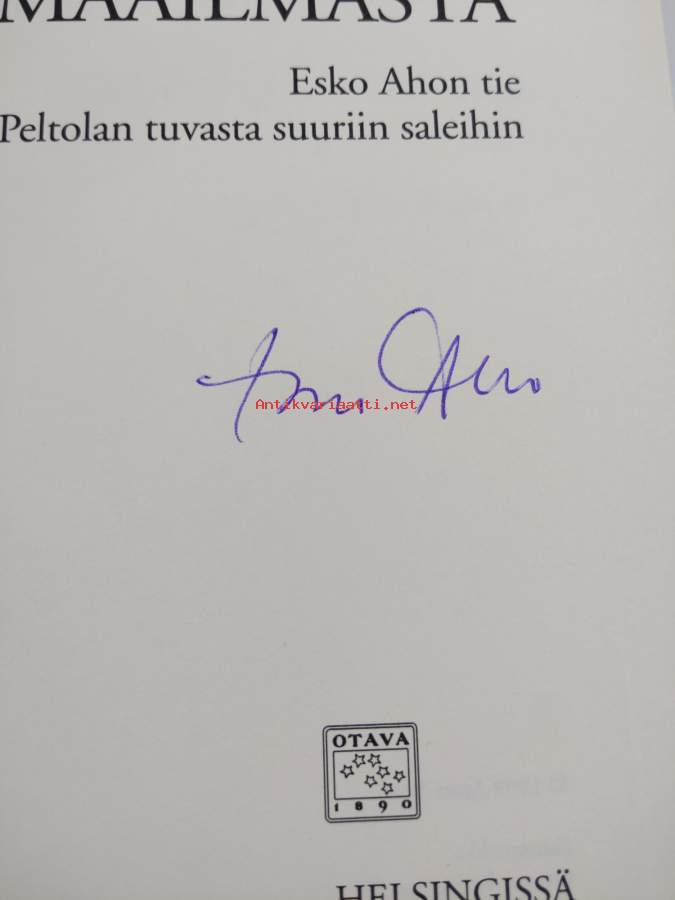 MAAILMASTA
Esko Ahon tie
Peltolan tuvasta suuriin saleihin
Antikvariaatti.net
OTAVA
1890
HELSINGISSÄ